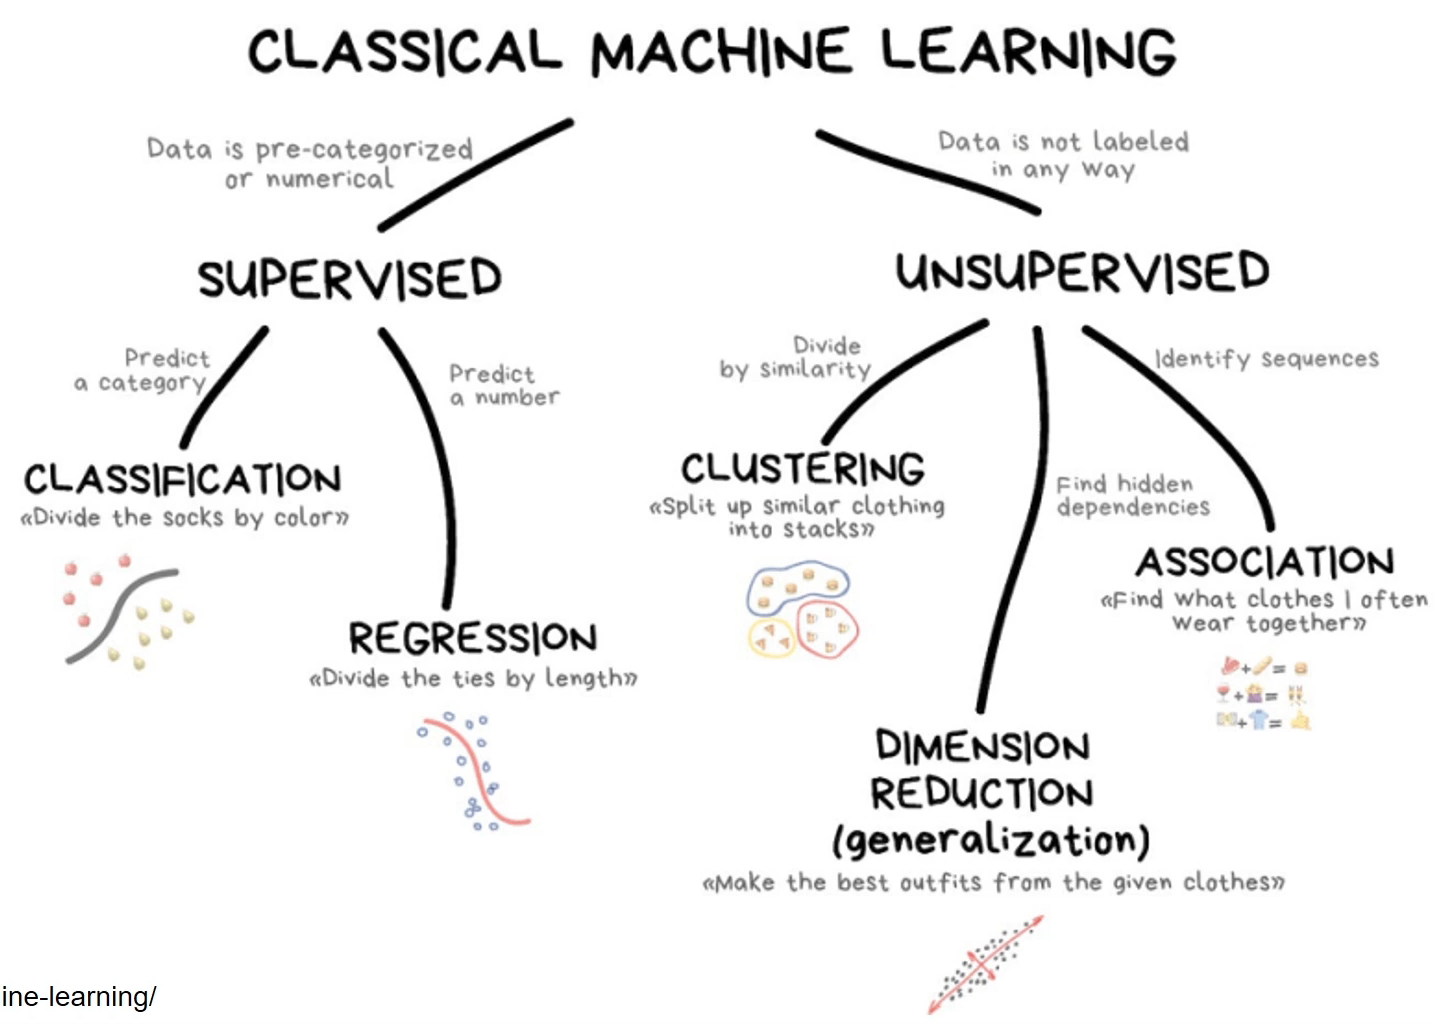 CLASSICAL MACHINE LEARNING
Data is pre-categorized
or numerical
Data is not labeled
in any way
SUPERVISED
UNSUPERVISED
Predict
a category
Predict
a number
Divide
by similarity
Identify sequences
CLASSIFICATION
«Divide the socks by color»
CLUSTERING
«Split up similar clothing
into stacks»
Find hidden
dependencies
ASSOCIATION
«Find what clothes I often
wear together»
REGRESSION
«Divide the ties by length»
+ =
+ =
+ =
DIMENSION
REDUCTION
(generalization)
«Make the best outfits from the given clothes»
ine-learning/